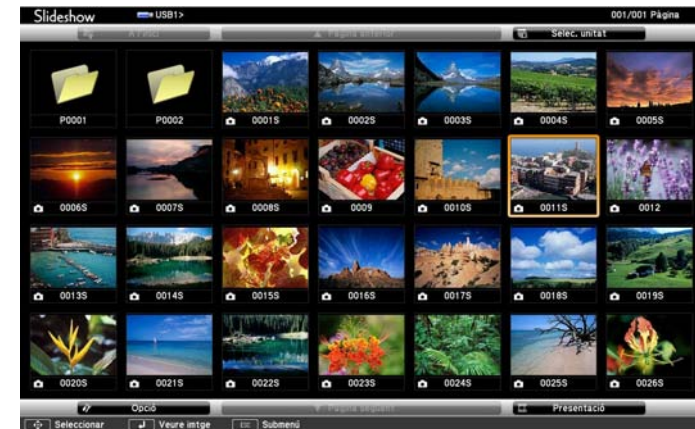 Slideshow USB1> 001/001 Pàgina
A l'inici Pàgina anterior Selec. unitat
P0001 P0002 0001S 0002S 0003S 0004S 0005S
0006S 0007S 0008S 0009 0010S 0011S 0012
0013S 0014S 0015S 0016S 0017S 0018S 0019S
0020S 0021S 0022S 0023S 0024S 0025S 0026S
Opció Pàgina següent Presentació
Seleccionar Veure imtge Esc Submenú